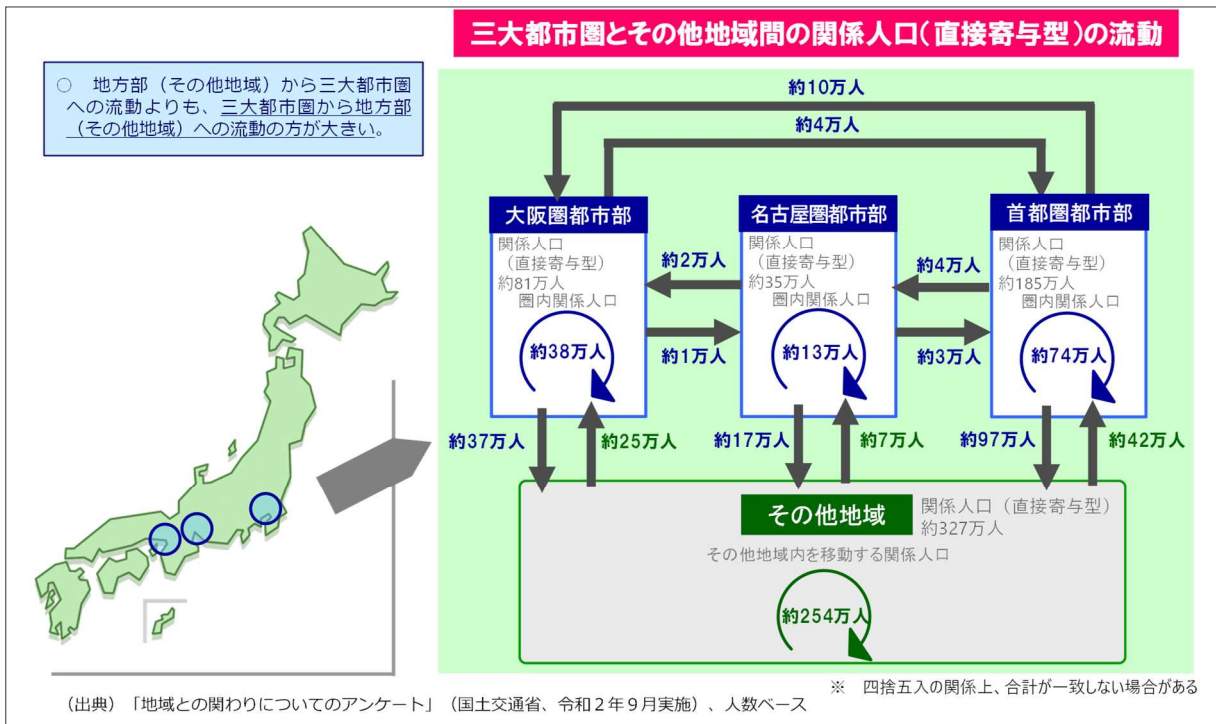 三大都市圏とその他地域間の関係人口(直接寄与型)の流動
○ 地方部(その他地域)から三大都市圏
への流動よりも、三大都市圏から地方部
(その他地域)への流動の方が大きい。
約10万人
約4万人
大阪圏都市部
関係人口
(直接寄与型)
約81万人
圏内関係人口
約38万人
約2万人
約1万人
名古屋圏都市部
関係人口
(直接寄与型)
約35万人
圏内関係人口
約13万人
約4万人
約3万人
首都圏都市部
関係人口
(直接寄与型)
約185万人
圏内関係人口
約74万人
約37万人
約25万人
約17万人
約7万人
約97万人
約42万人
その他地域
関係人口(直接寄与型)
約327万人
その他地域内を移動する関係人口
約254万人
※ 四捨五入の関係上、合計が一致しない場合がある
(出典)「地域との関わりについてのアンケート」(国土交通省、令和2年9月実施)、人数ベース